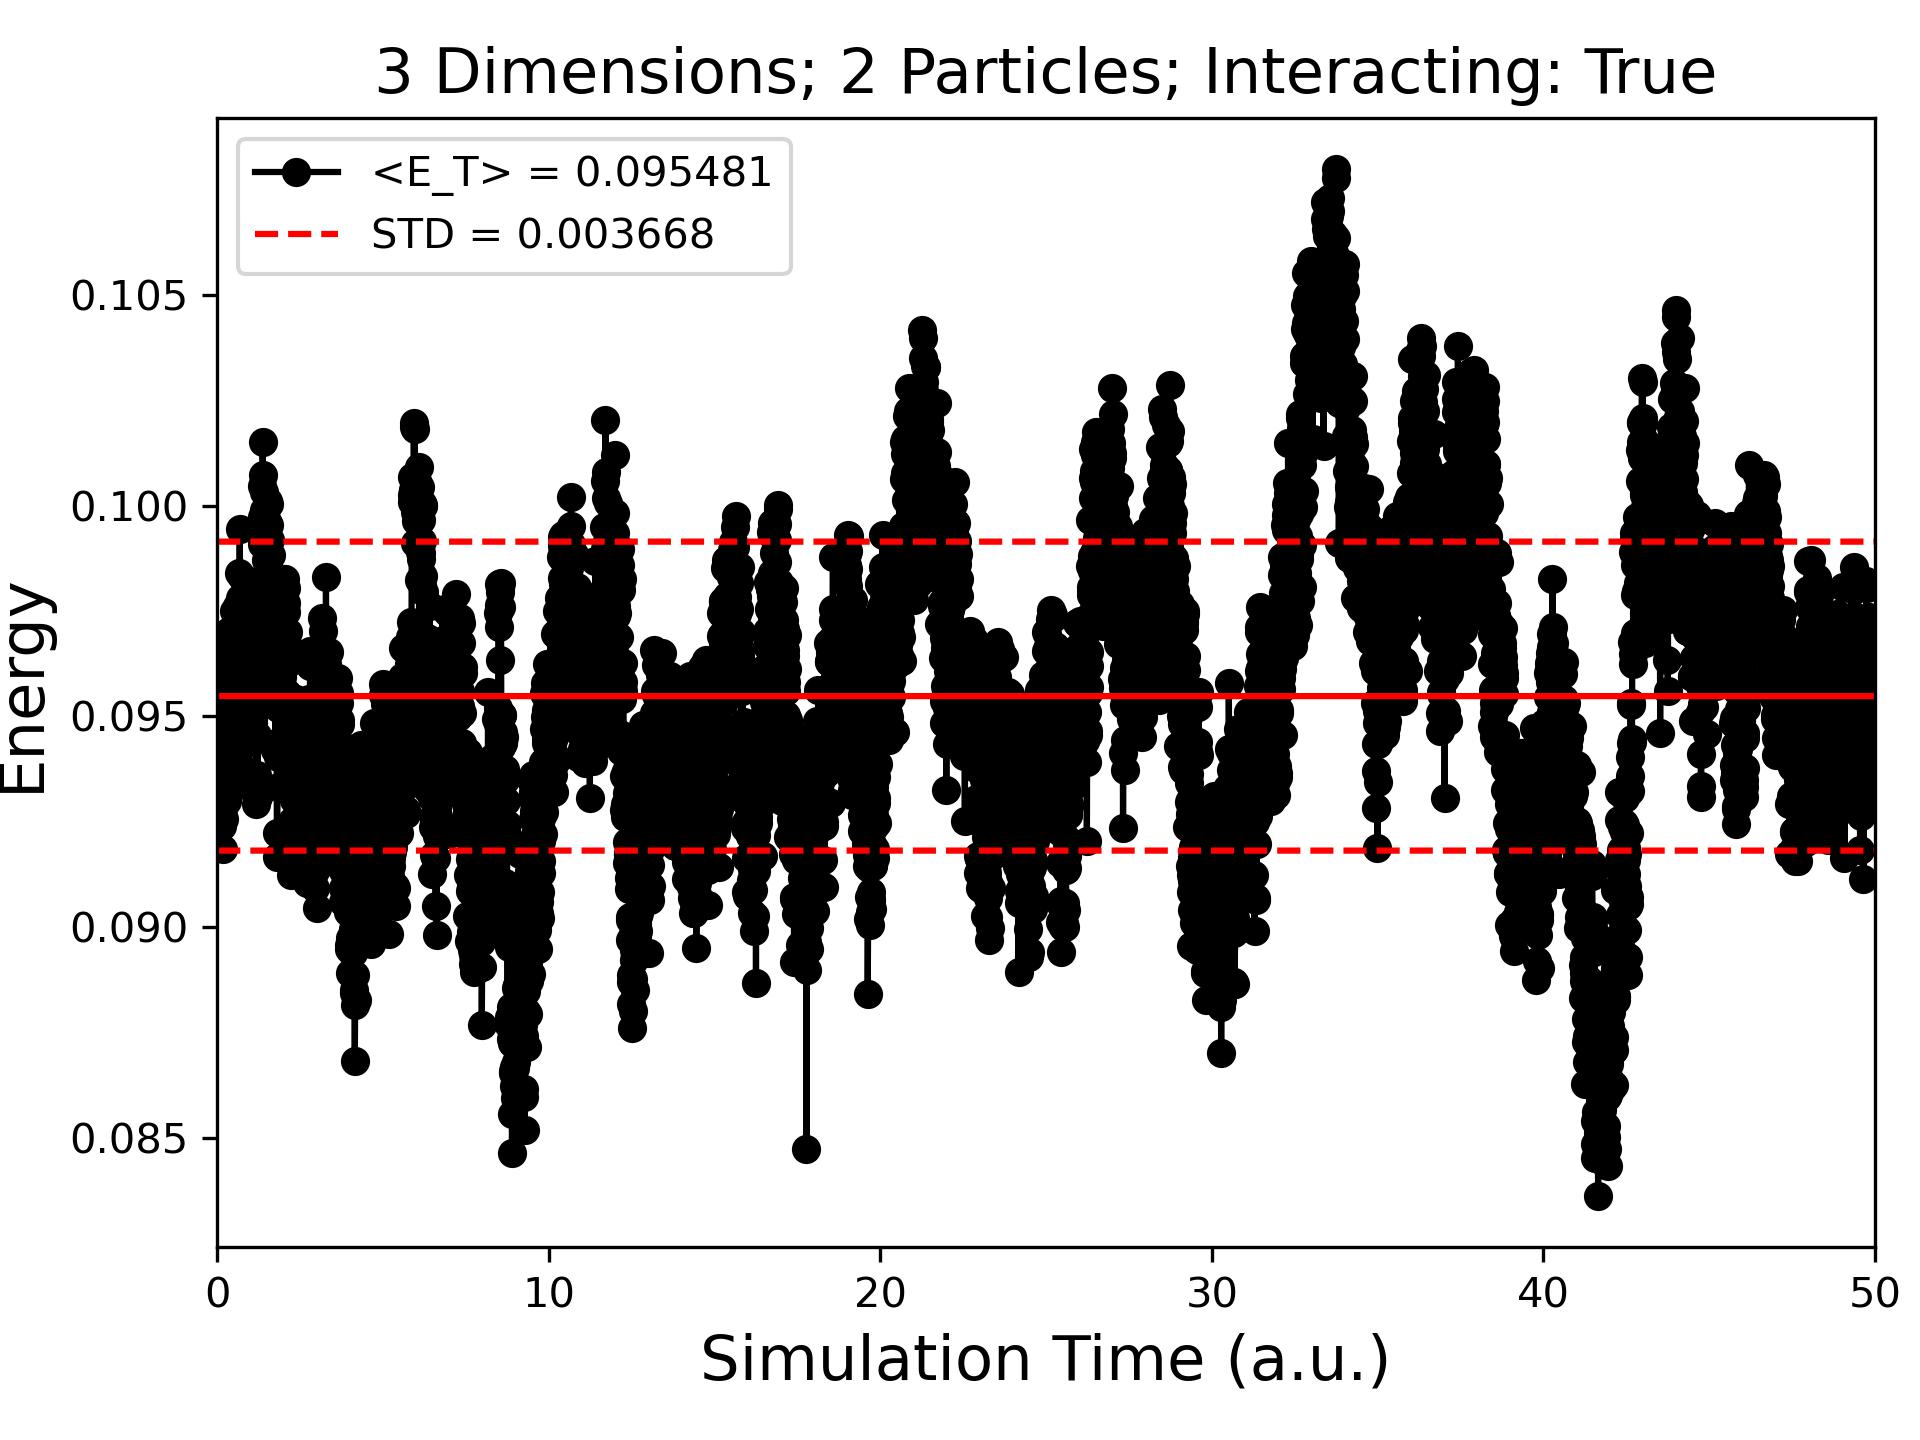 3 Dimensions; 2 Particles; Interacting: True
<E_T> = 0.095481
STD = 0.003668
Energy
0.105
0.100
0.095
0.090
0.085
0 10 20 30 40 50
Simulation Time (a.u.)